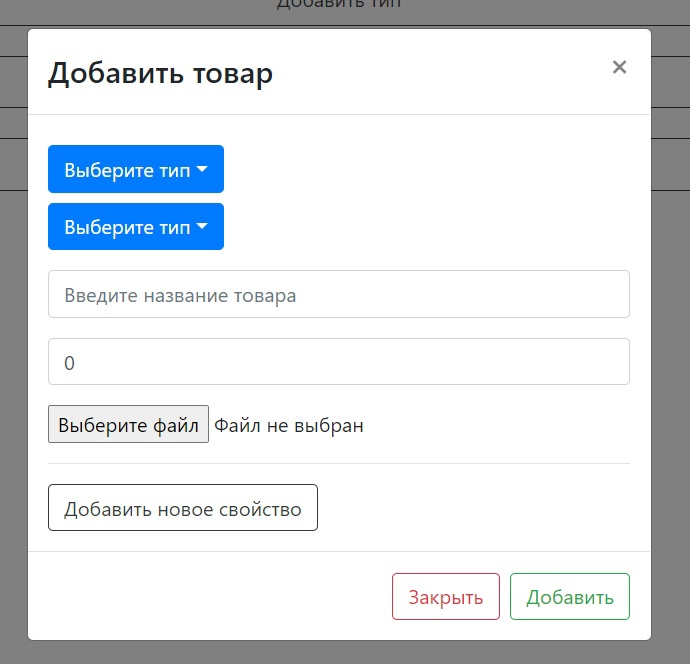 Добавить тип
Добавить товар
×
Выберите тип
Выберите тип
Введите название товара
0
Выберите файл Файл не выбран
Добавить новое свойство
Закрыть Добавить